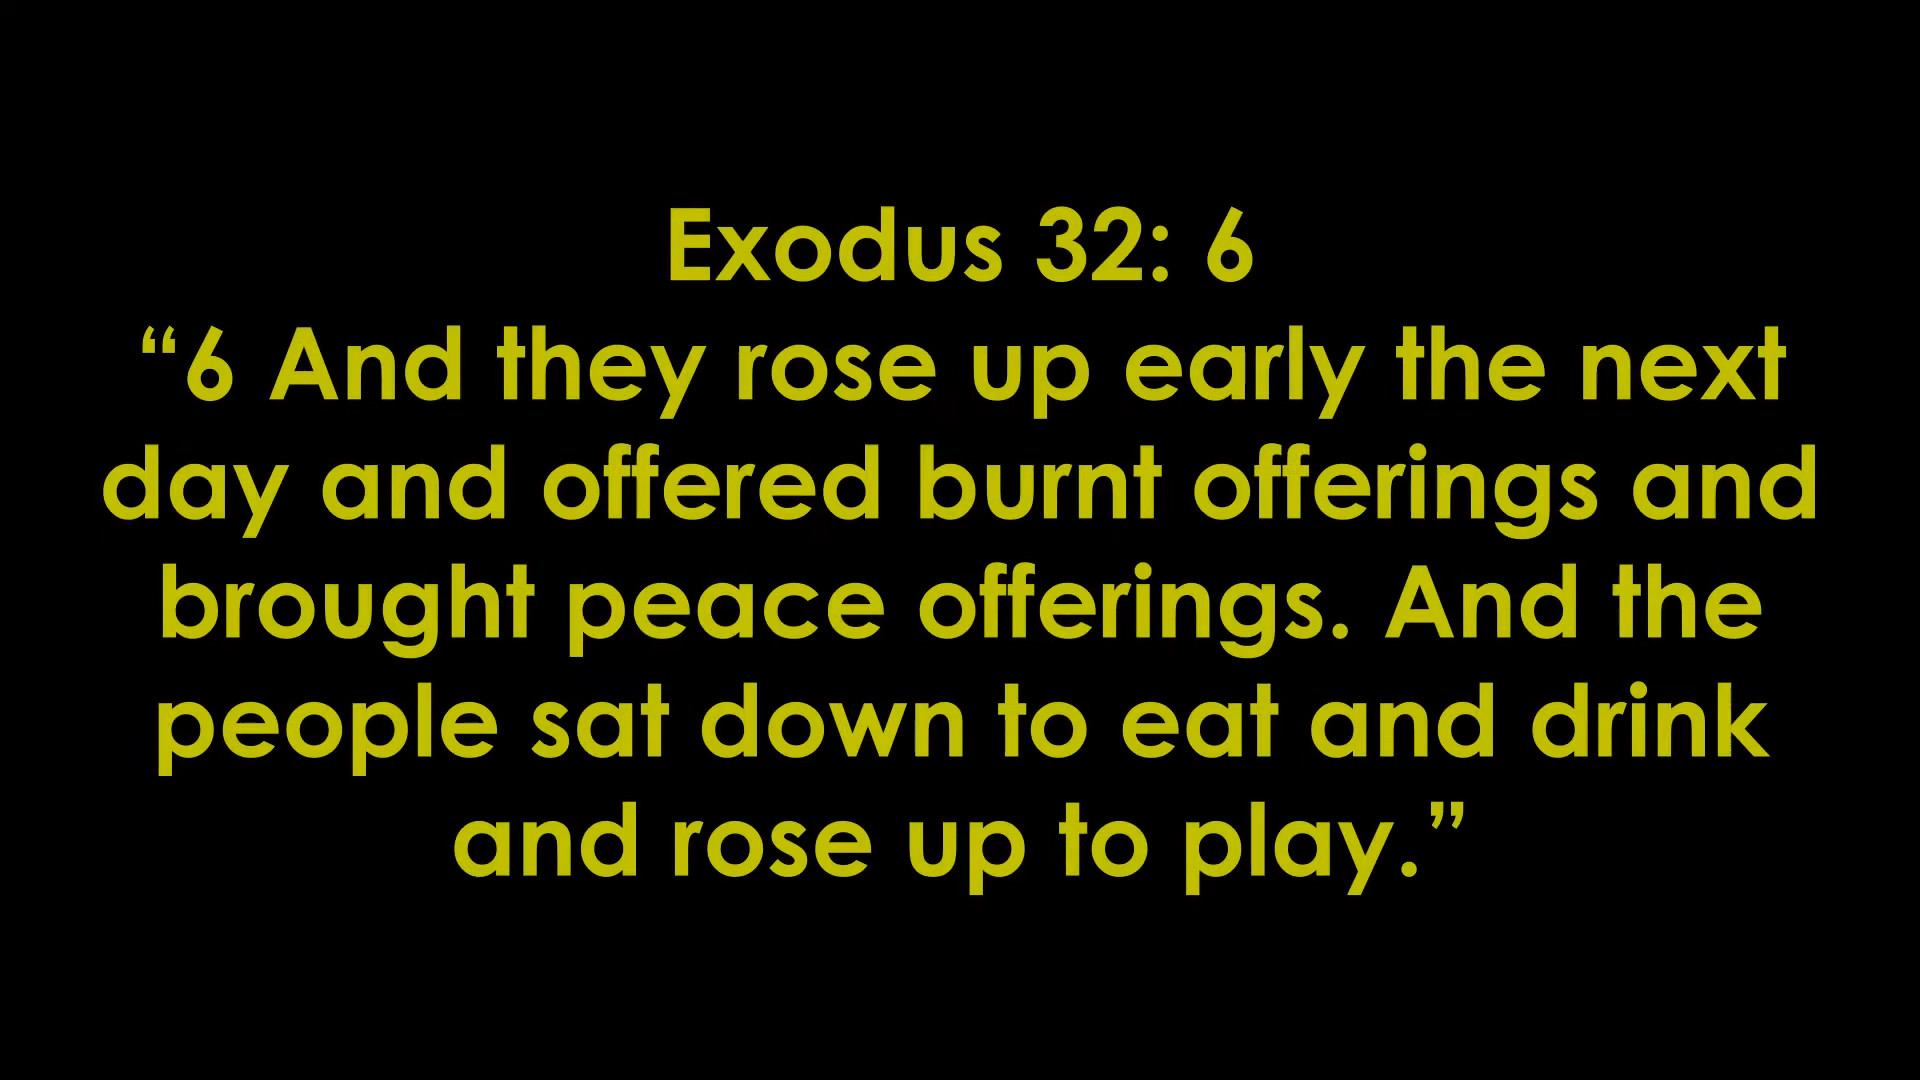 Exodus 32: 6
“6 And they rose up early the next
day and offered burnt offerings and
brought peace offerings. And the
people sat down to eat and drink
and rose up to play.”